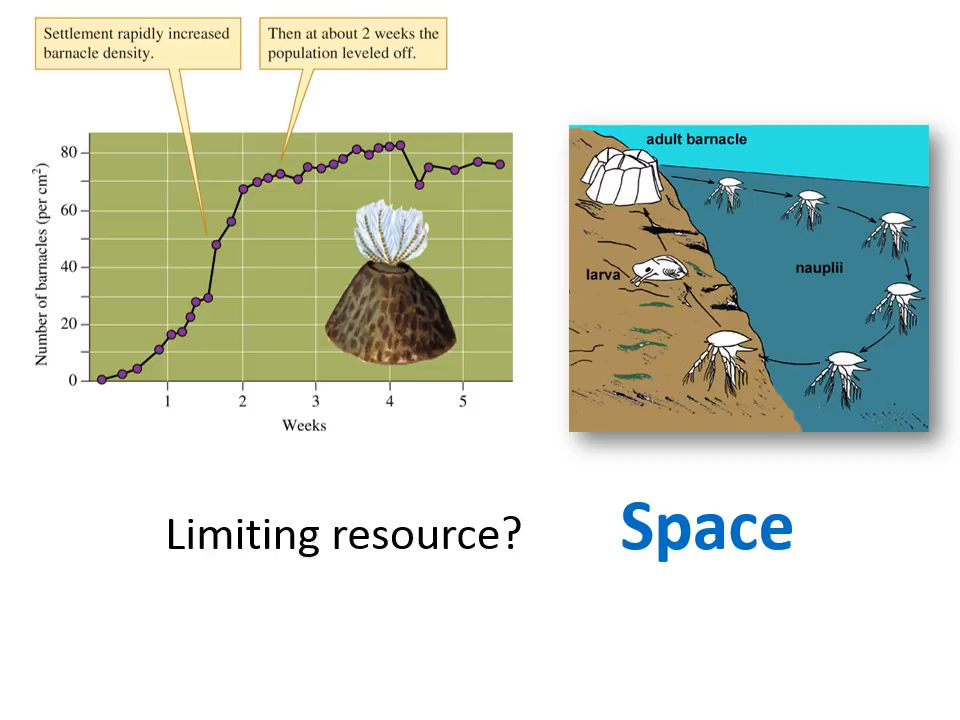 Settlement rapidly increased
barnacle density.
Then at about 2 weeks the
population leveled off.
Number of barnacles (per cm²)
80
60
40
20
0
1 2 3 4 5
Weeks
adult barnacle
nauplii
larva
Limiting resource?
Space